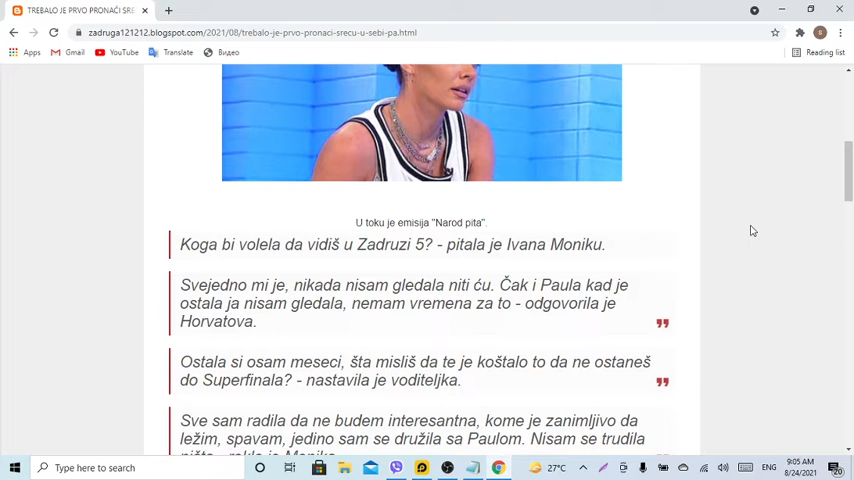 TREBALO JE PRVO PRONAĆI SRE
zadruga121212.blogspot.com/2021/08/trebalo-je-prvo-pronaci-srecu-u-sebi-pa.html
Apps Gmail YouTube Translate Видео Reading list
U toku je emisija "Narod pita".
Koga bi volela da vidiš u Zadruzi 5? - pitala je Ivana Moniku.
Svejedno mi je, nikada nisam gledala niti ću. Čak i Paula kad je
ostala ja nisam gledala, nemam vremena za to - odgovorila je
Horvatova.
Ostala si osam meseci, šta misliš da te je koštalo to da ne ostaneš
do Superfinala? - nastavila je voditeljka.
Sve sam radila da ne budem interesantna, kome je zanimljivo da
ležim, spavam, jedino sam se družila sa Paulom. Nisam se trudila
ništa - rekla je Monika.
Type here to search
27°C
ENG
9:05 AM
8/24/2021
20